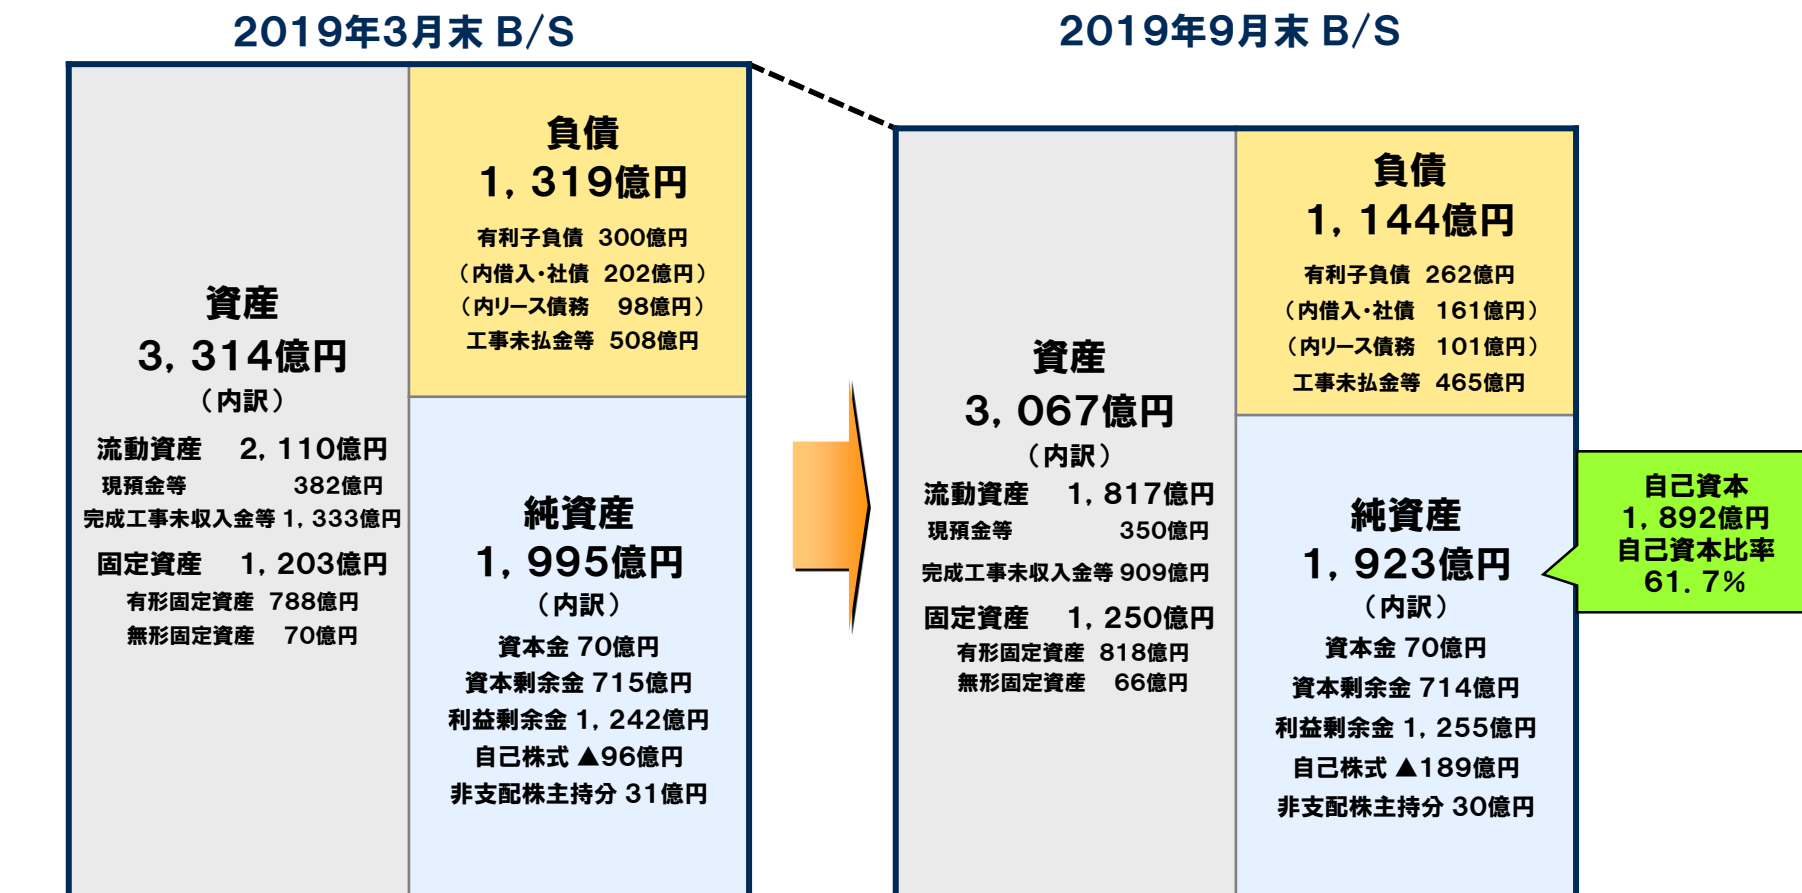 2019年3月末 B/S
資産
3,314億円
（内訳）
流動資産 2,110億円
現預金等 382億円
完成工事未収入金等 1,333億円
固定資産 1,203億円
有形固定資産 788億円
無形固定資産 70億円
負債
1,319億円
有利子負債 300億円
（内借入・社債 202億円）
（内リース債務 98億円）
工事未払金等 508億円
純資産
1,995億円
（内訳）
資本金 70億円
資本剰余金 715億円
利益剰余金 1,242億円
自己株式 ▲96億円
非支配株主持分 31億円
2019年9月末 B/S
資産
3,067億円
（内訳）
流動資産 1,817億円
現預金等 350億円
完成工事未収入金等 909億円
固定資産 1,250億円
有形固定資産 818億円
無形固定資産 66億円
負債
1,144億円
有利子負債 262億円
（内借入・社債 161億円）
（内リース債務 101億円）
工事未払金等 465億円
純資産
1,923億円
（内訳）
資本金 70億円
資本剰余金 714億円
利益剰余金 1,255億円
自己株式 ▲189億円
非支配株主持分 30億円
自己資本
1,892億円
自己資本比率
61.7%